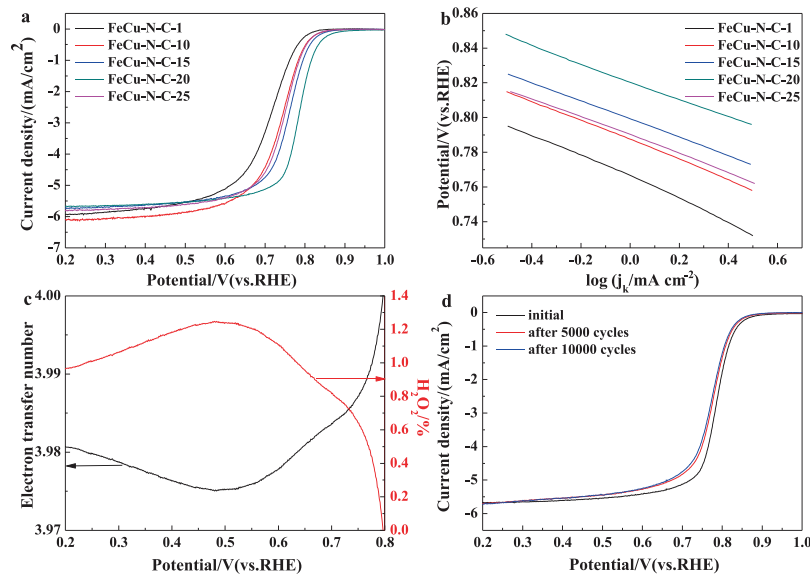 a
FeCu-N-C-1
FeCu-N-C-10
FeCu-N-C-15
FeCu-N-C-20
FeCu-N-C-25
Current density/(mA/cm²)
0
-1
-2
-3
-4
-5
-6
-7
0.2 0.3 0.4 0.5 0.6 0.7 0.8 0.9 1.0
Potential/V(vs.RHE)
b
FeCu-N-C-1
FeCu-N-C-10
FeCu-N-C-15
FeCu-N-C-20
FeCu-N-C-25
Potential/V(vs.RHE)
0.86
0.84
0.82
0.80
0.78
0.76
0.74
-0.6 -0.4 -0.2 0.0 0.2 0.4 0.6
log (jₖ/mA cm⁻²)
c
Electron transfer number
4.00
3.99
3.98
3.97
1.4
1.2
1.0
0.8
0.6
0.4
0.2
0.0
H₂O₂/%
0.2 0.3 0.4 0.5 0.6 0.7 0.8
Potential/V(vs.RHE)
d
initial
after 5000 cycles
after 10000 cycles
Current density/(mA/cm²)
0
-1
-2
-3
-4
-5
-6
0.2 0.3 0.4 0.5 0.6 0.7 0.8 0.9 1.0
Potential/V(vs.RHE)